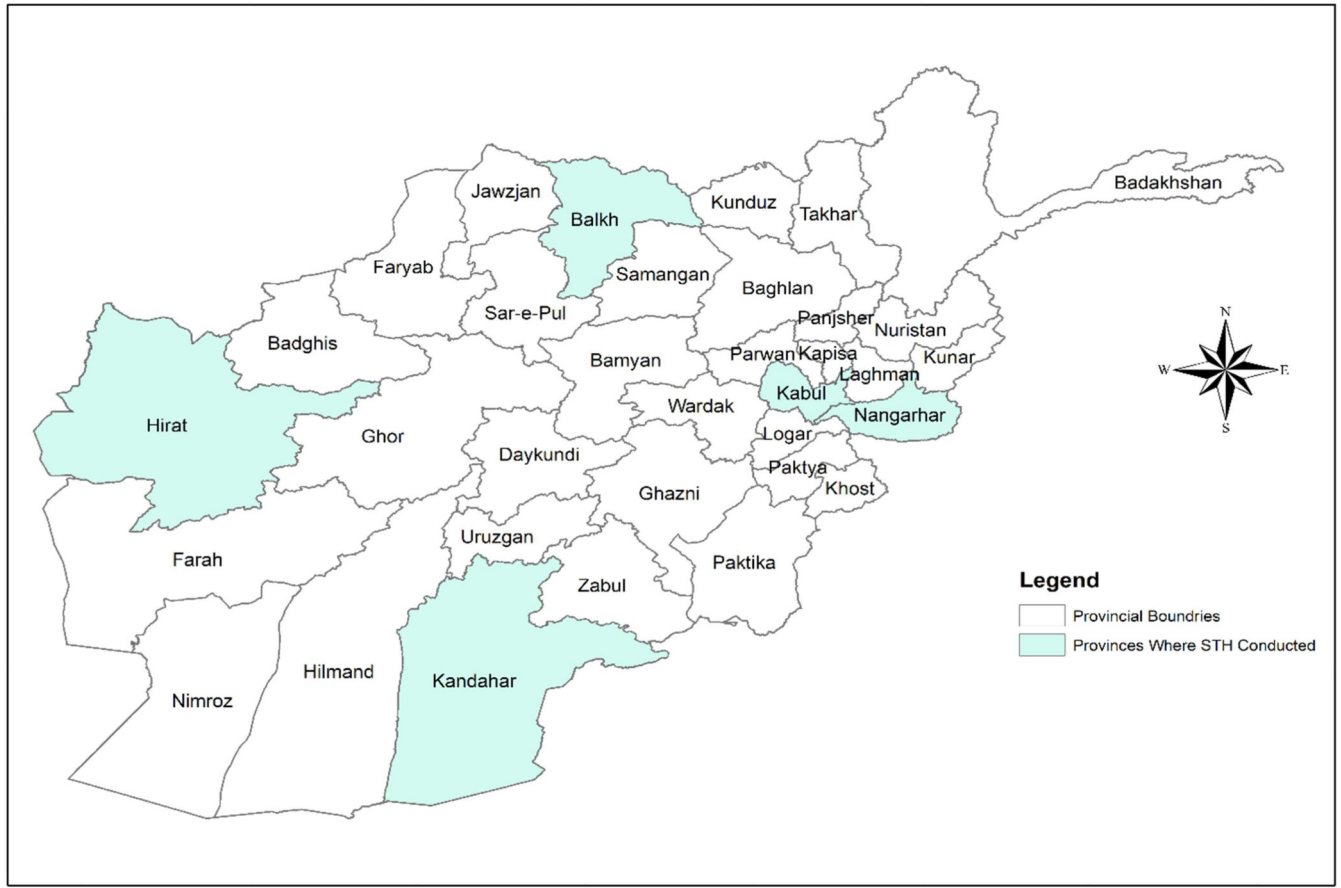 Jawzjan
Balkh
Kunduz
Takhar
Badakhshan
Faryab
Samangan
Baghlan
Sar-e-Pul
Panjsher
Nuristan
Badghis
Bamyan
Parwan
Kapisa
Kunar
Laghman
Kabul
Hirat
Ghor
Wardak
Nangarhar
Logar
Daykundi
Paktya
Ghazni
Khost
Uruzgan
Farah
Zabul
Paktika
Hilmand
Kandahar
Nimroz
N
W
E
S
Legend
Provincial Boundries
Provinces Where STH Conducted